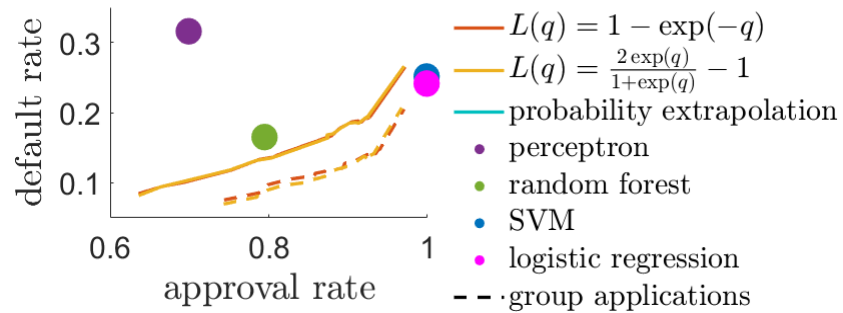 default rate
0.3
0.2
0.1
0.6
0.8
1
approval rate
L(q) = 1 − exp(−q)
L(q) = 2 exp(q) / 1+exp(q) − 1
probability extrapolation
perceptron
random forest
SVM
logistic regression
group applications